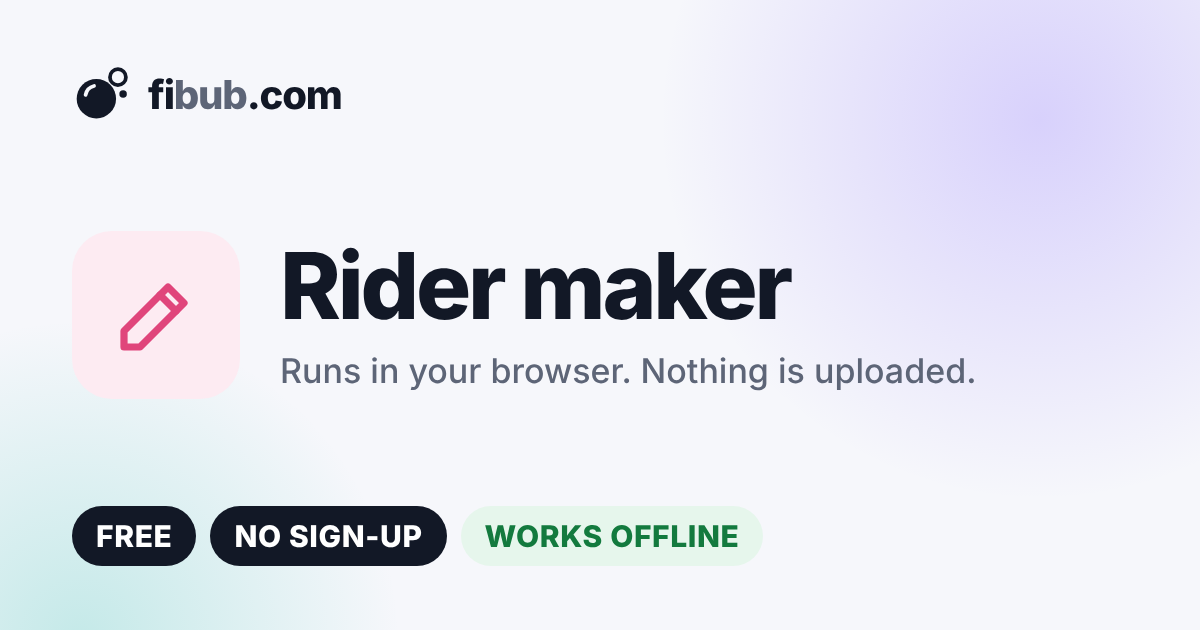 fibub.com
Rider maker
Runs in your browser. Nothing is uploaded.
FREE NO SIGN-UP WORKS OFFLINE